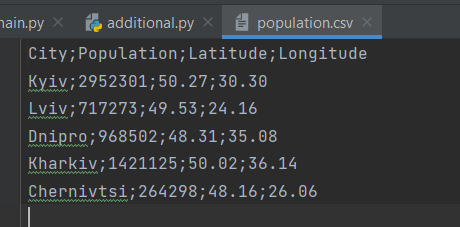 ain.py
additional.py
population.csv
City;Population;Latitude;Longitude
Kyiv;2952301;50.27;30.30
Lviv;717273;49.53;24.16
Dnipro;968502;48.31;35.08
Kharkiv;1421125;50.02;36.14
Chernivtsi;264298;48.16;26.06